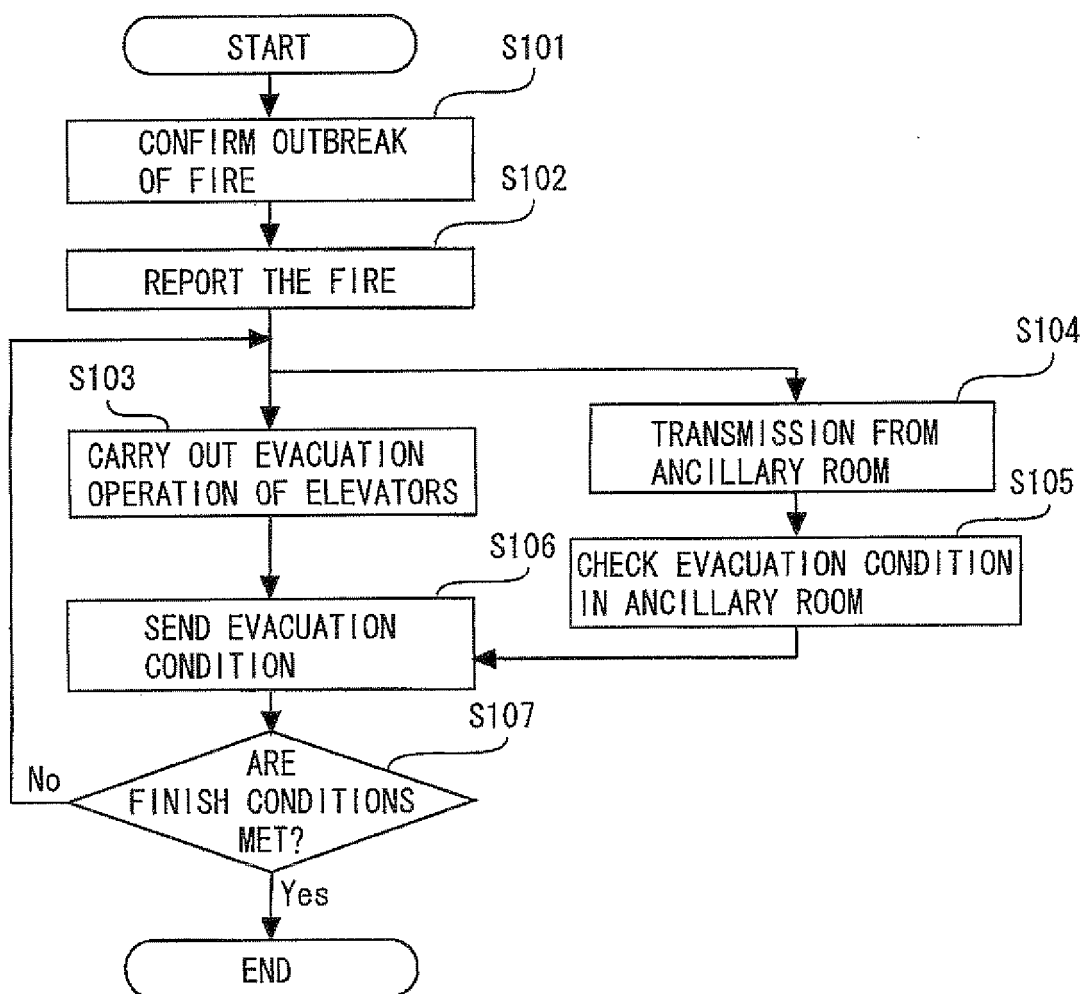 START
S101
CONFIRM OUTBREAK
OF FIRE
S102
REPORT THE FIRE
S103
CARRY OUT EVACUATION
OPERATION OF ELEVATORS
S104
TRANSMISSION FROM
ANCILLARY ROOM
S105
CHECK EVACUATION CONDITION
IN ANCILLARY ROOM
S106
SEND EVACUATION
CONDITION
S107
ARE
FINISH CONDITIONS
MET?
No
Yes
END